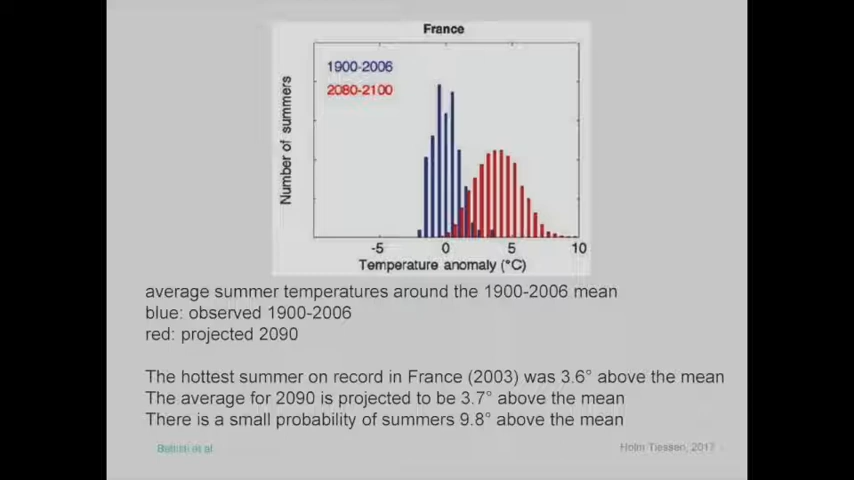 France
1900-2006
2080-2100
Number of summers
-5 0 5 10
Temperature anomaly (°C)
average summer temperatures around the 1900-2006 mean
blue: observed 1900-2006
red: projected 2090
The hottest summer on record in France (2003) was 3.6° above the mean
The average for 2090 is projected to be 3.7° above the mean
There is a small probability of summers 9.8° above the mean
Battisti et al
Holm Tiessen, 2017